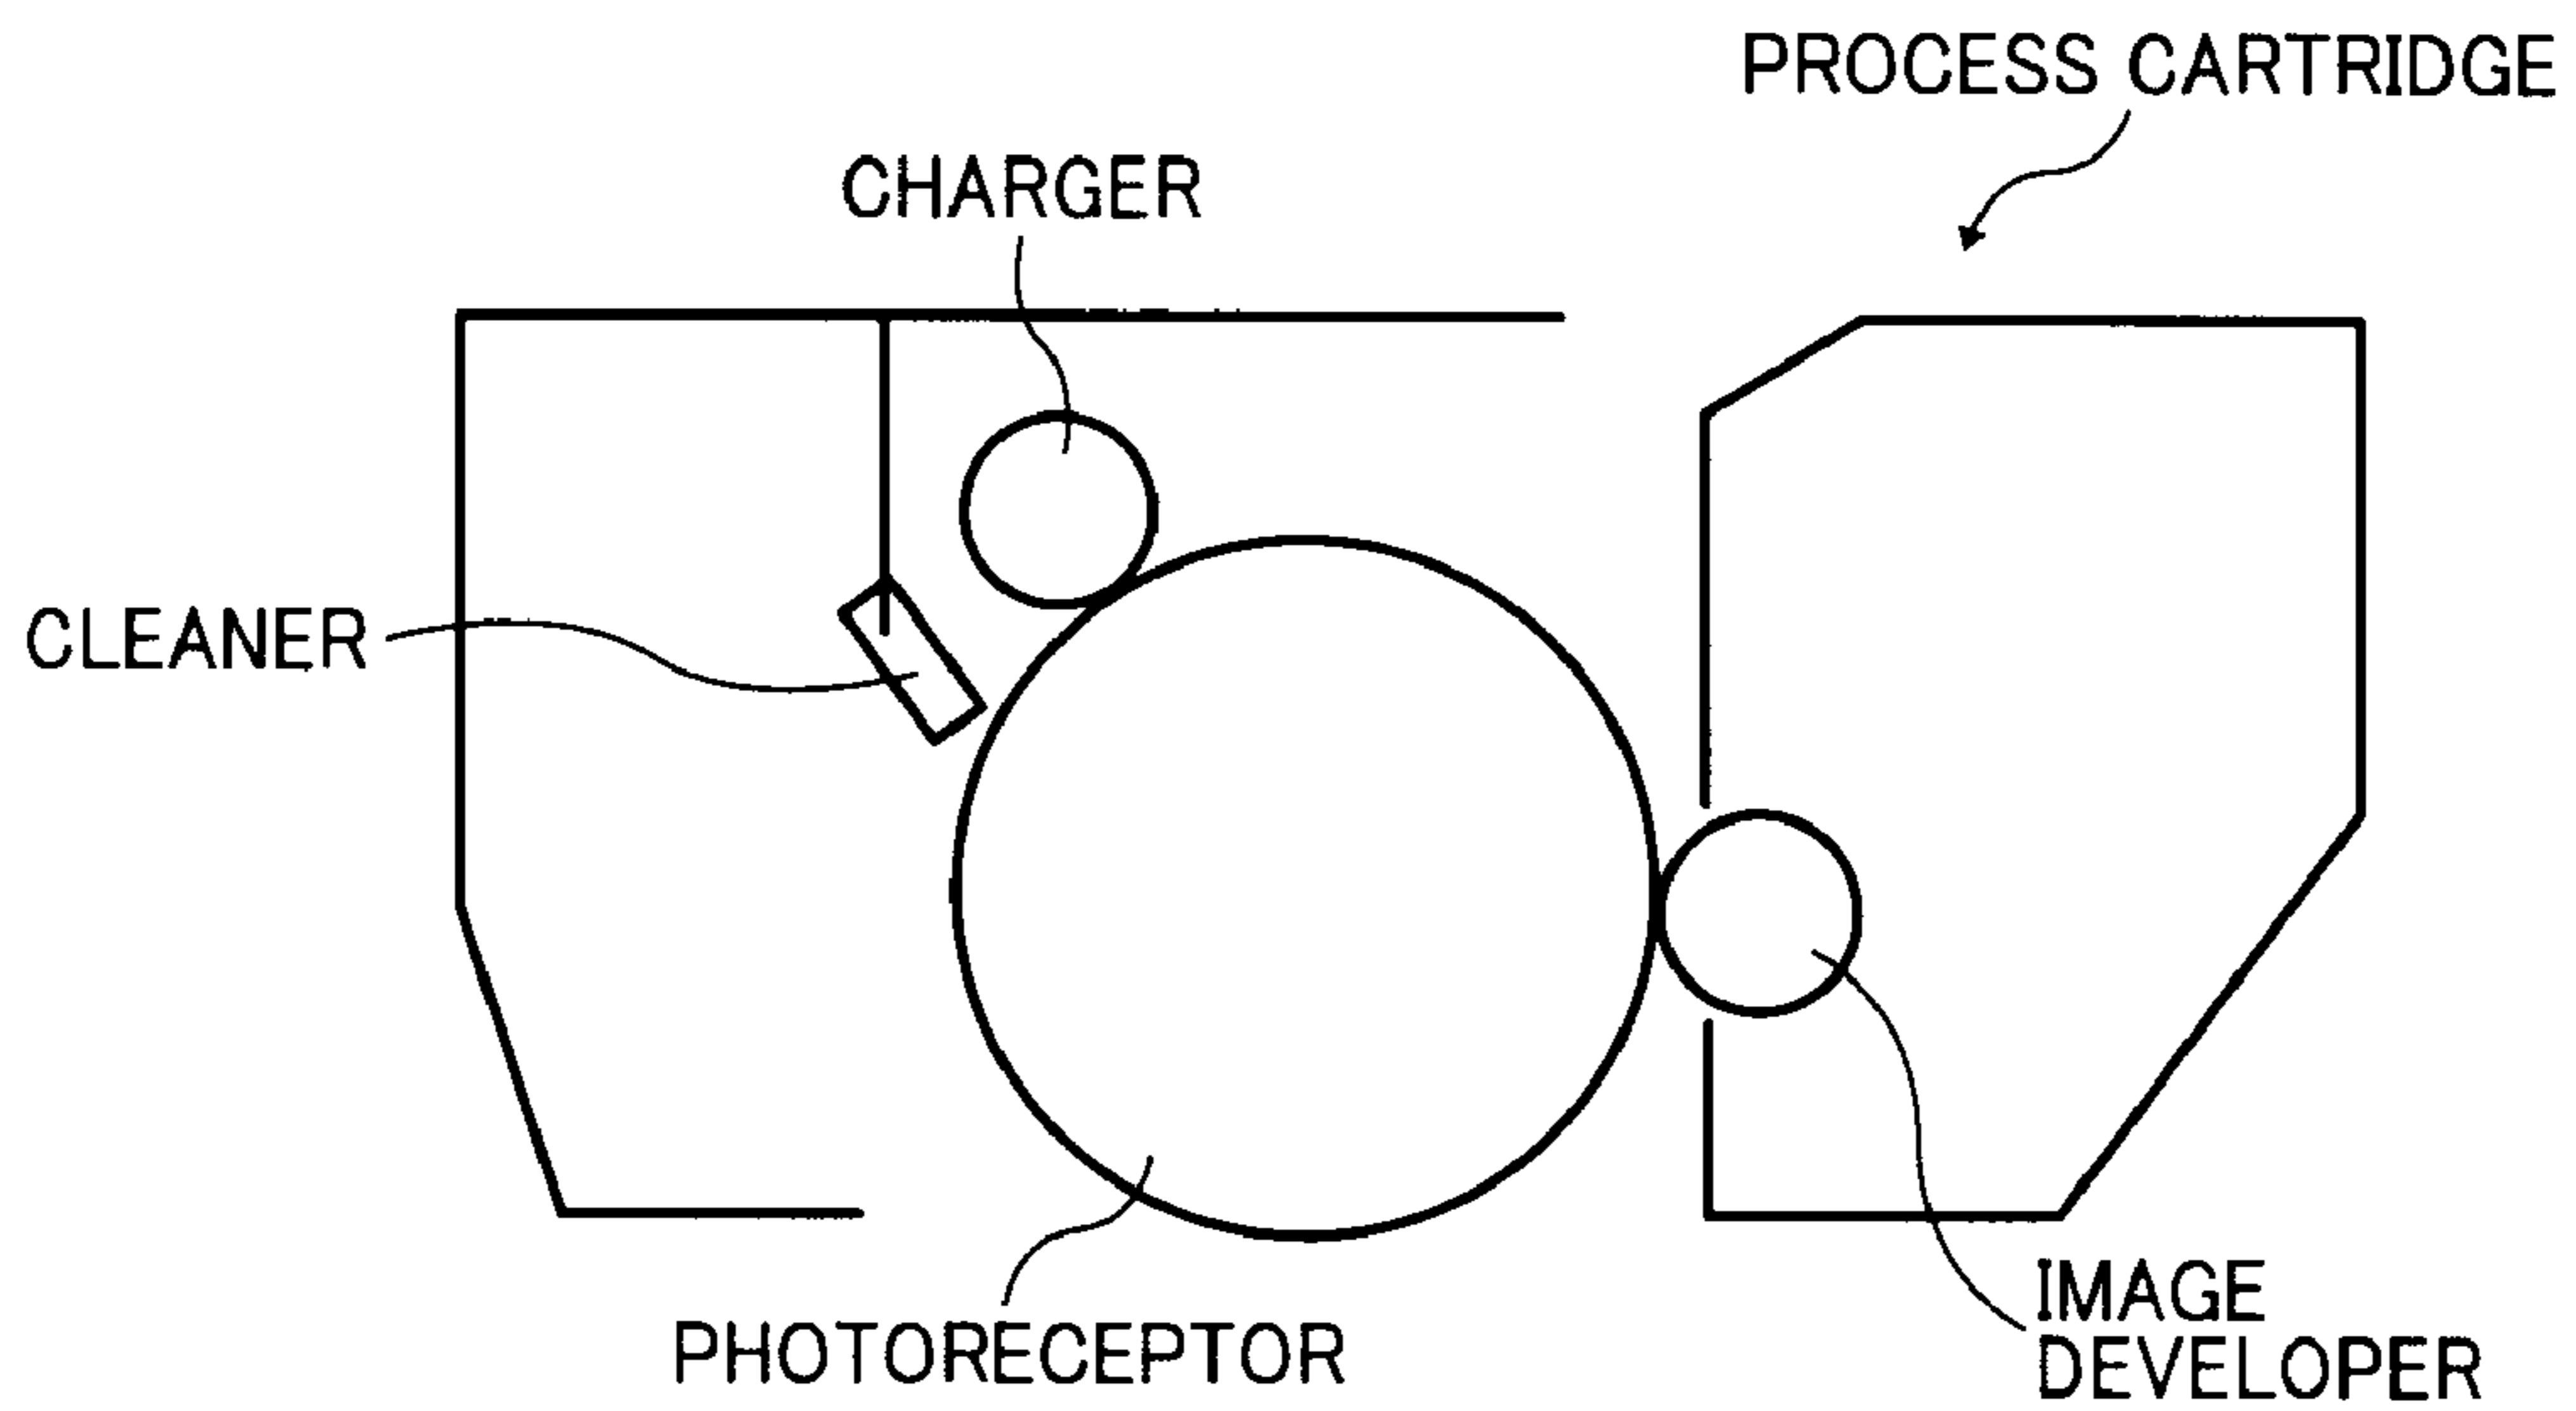 PROCESS CARTRIDGE
CHARGER
CLEANER
PHOTORECEPTOR
IMAGE
DEVELOPER